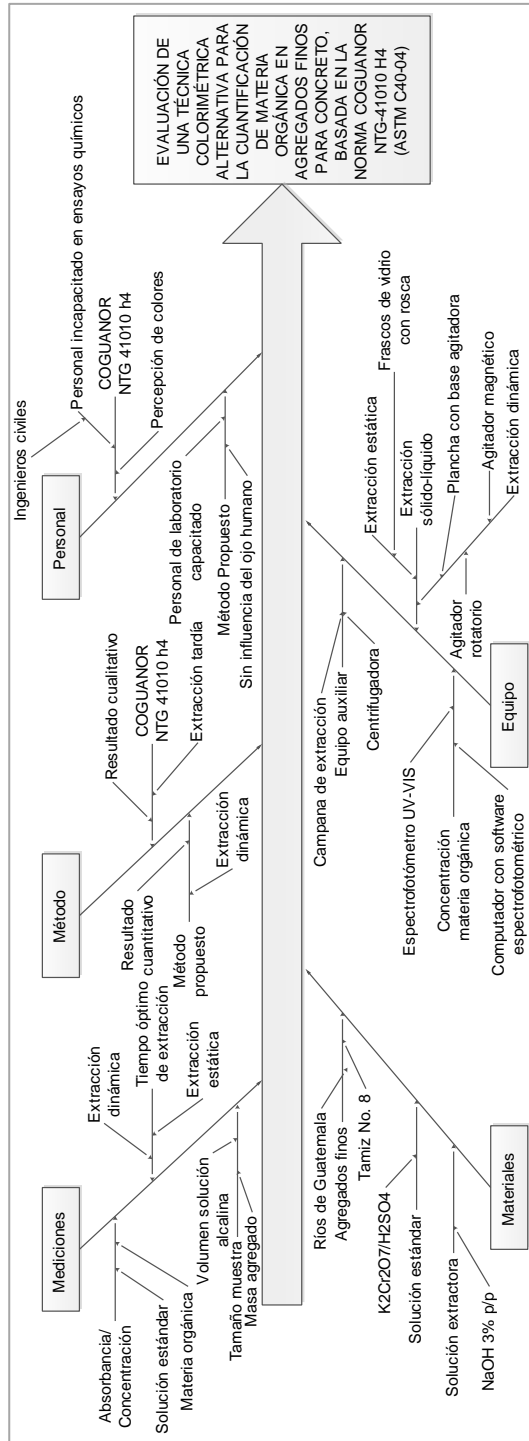 Mediciones
Absorbancia/
Concentración
Solución estándar
Materia orgánica
Extracción
dinámica
Tiempo óptimo
de extracción
Extracción
estática
Volumen solución
alcalina
Tamaño muestra
Masa agregado
Método
Resultado cualitativo
COGUANOR
NTG 41010 h4
Extracción tardía
Resultado
cuantitativo
Método
propuesto
Extracción
dinámica
Personal
Ingenieros civiles
Personal incapacitado en ensayos químicos
COGUANOR
NTG 41010 h4
Percepción de colores
Personal de laboratorio
capacitado
Método Propuesto
Sin influencia del ojo humano
EVALUACIÓN DE
UNA TÉCNICA
COLORIMÉTRICA
ALTERNATIVA PARA
LA CUANTIFICACIÓN
DE MATERIA
ORGÁNICA EN
AGREGADOS FINOS
PARA CONCRETO,
BASADA EN LA
NORMA COGUANOR
NTG-41010 H4
(ASTM C40-04)
Materiales
Ríos de Guatemala
Agregados finos
Tamiz No. 8
K2Cr2O7/H2SO4
Solución estándar
Solución extractora
NaOH 3% p/p
Equipo
Campana de extracción
Equipo auxiliar
Centrifugadora
Extracción estática
Frascos de vidrio
con rosca
Extracción
sólido-líquido
Plancha con base agitadora
Agitador magnético
Extracción dinámica
Agitador
rotatorio
Espectrofotómetro UV-VIS
Concentración
materia orgánica
Computador con software
espectrofotométrico